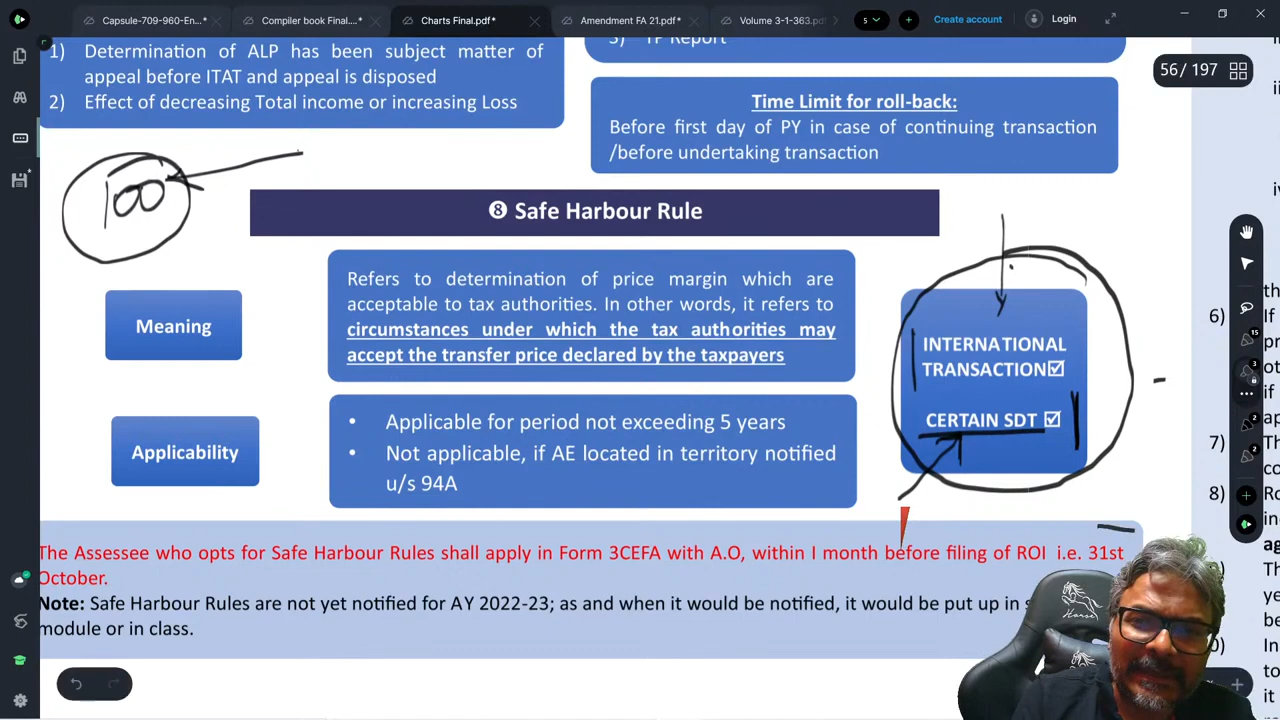 Capsule-709-960-En...*
Compiler book Final....*
Charts Final.pdf*
Amendment FA 21.pdf*
Volume 3-1-363.pd
5
Create account
Login
56/ 197
1) Determination of ALP has been subject matter of
appeal before ITAT and appeal is disposed
2) Effect of decreasing Total income or increasing Loss
3) TP Report
Time Limit for roll-back:
Before first day of PY in case of continuing transaction
/before undertaking transaction
100
❽ Safe Harbour Rule
Meaning
Refers to determination of price margin which are
acceptable to tax authorities. In other words, it refers to
circumstances under which the tax authorities may
accept the transfer price declared by the taxpayers
INTERNATIONAL
TRANSACTION☑
CERTAIN SDT ☑
Applicability
• Applicable for period not exceeding 5 years
• Not applicable, if AE located in territory notified
u/s 94A
The Assessee who opts for Safe Harbour Rules shall apply in Form 3CEFA with A.O, within I month before filing of ROI i.e. 31st
October.
Note: Safe Harbour Rules are not yet notified for AY 2022-23; as and when it would be notified, it would be put up in
module or in class.
6)
7)
8)